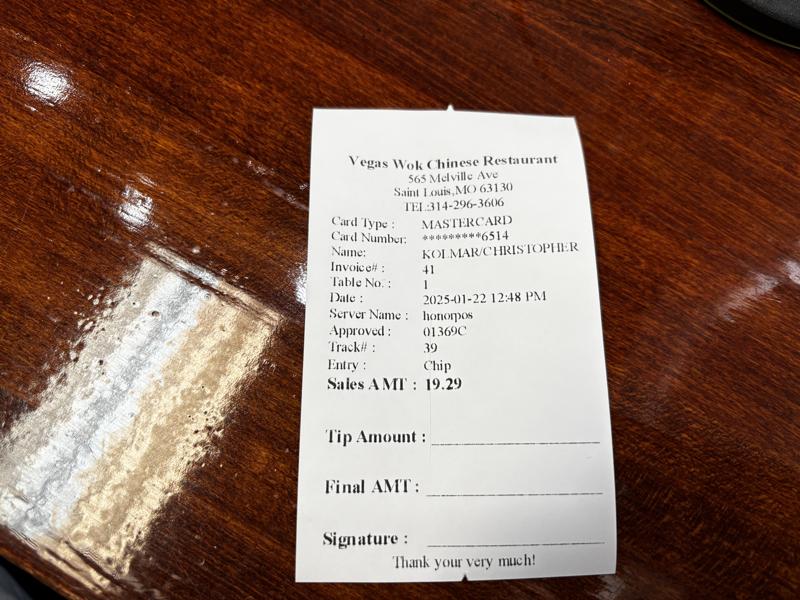 Vegas Wok Chinese Restaurant
565 Melville Ave
Saint Louis,MO 63130
TEL:314-296-3606
Card Type : MASTERCARD
Card Number: *********6514
Name: KOLMAR/CHRISTOPHER
Invoice# : 41
Table No. : 1
Date : 2025-01-22 12:48 PM
Server Name : honorpos
Approved : 01369C
Track# : 39
Entry : Chip
Sales AMT : 19.29
Tip Amount :
Final AMT :
Signature :
Thank your very much!